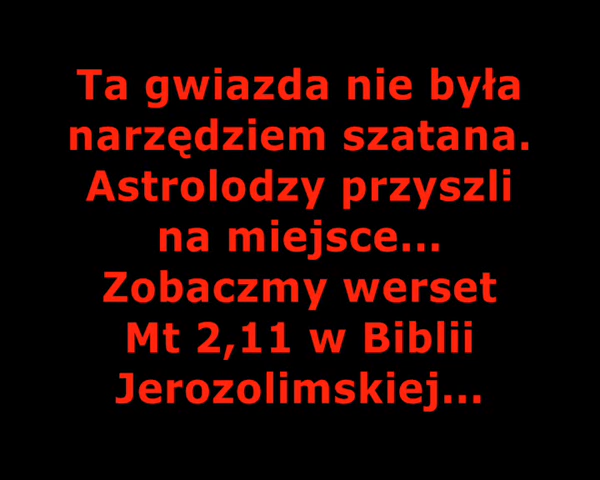 Ta gwiazda nie była
narzędziem szatana.
Astrolodzy przyszli
na miejsce...
Zobaczmy werset
Mt 2,11 w Biblii
Jerozolimskiej...